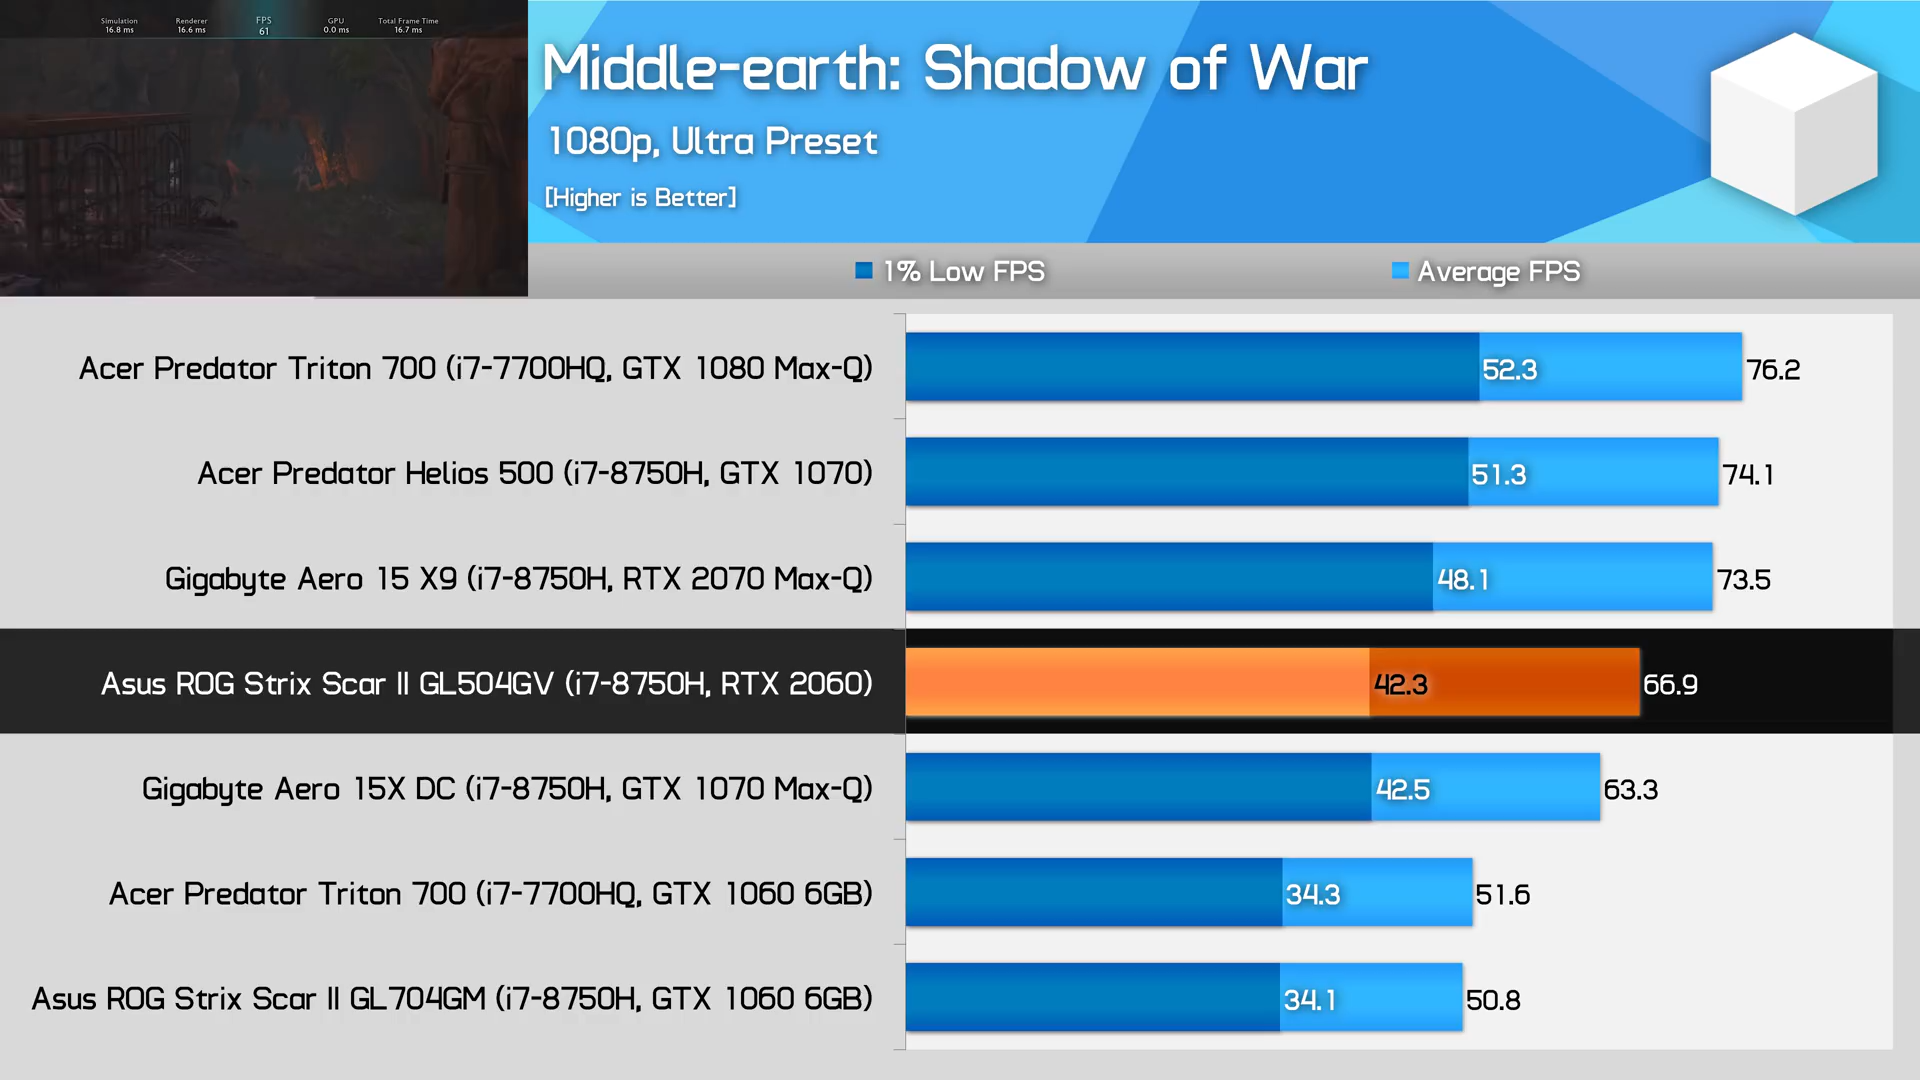 Simulation Renderer FPS GPU Total Frame Time
16.8 ms 16.6 ms 61 0.0 ms 16.7 ms
Middle-earth: Shadow of War
1080p, Ultra Preset
[Higher is Better]
1% Low FPS Average FPS
Acer Predator Triton 700 (i7-7700HQ, GTX 1080 Max-Q) 52.3 76.2
Acer Predator Helios 500 (i7-8750H, GTX 1070) 51.3 74.1
Gigabyte Aero 15 X9 (i7-8750H, RTX 2070 Max-Q) 48.1 73.5
Asus ROG Strix Scar II GL504GV (i7-8750H, RTX 2060) 42.3 66.9
Gigabyte Aero 15X DC (i7-8750H, GTX 1070 Max-Q) 42.5 63.3
Acer Predator Triton 700 (i7-7700HQ, GTX 1060 6GB) 34.3 51.6
Asus ROG Strix Scar II GL704GM (i7-8750H, GTX 1060 6GB) 34.1 50.8